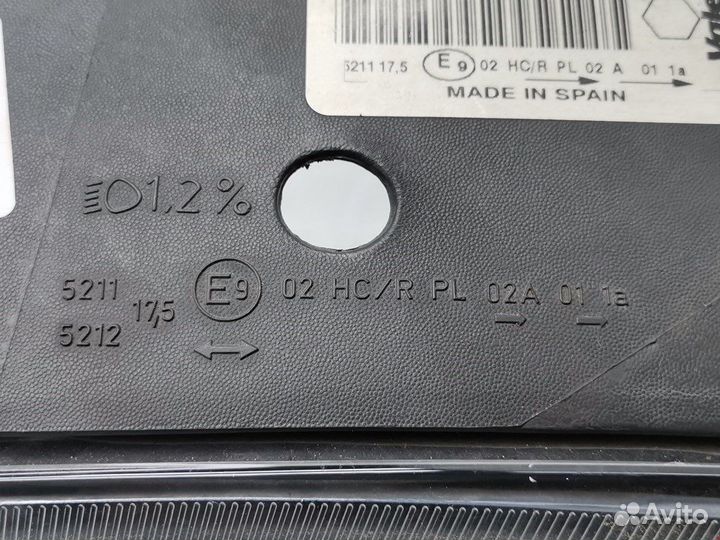 5211 17,5 E9 02 HC/R PL 02 A 01 1a
MADE IN SPAIN
1,2%
5211
17,5 E9 02 HC/R PL 02A 01 1a
5212
Avito